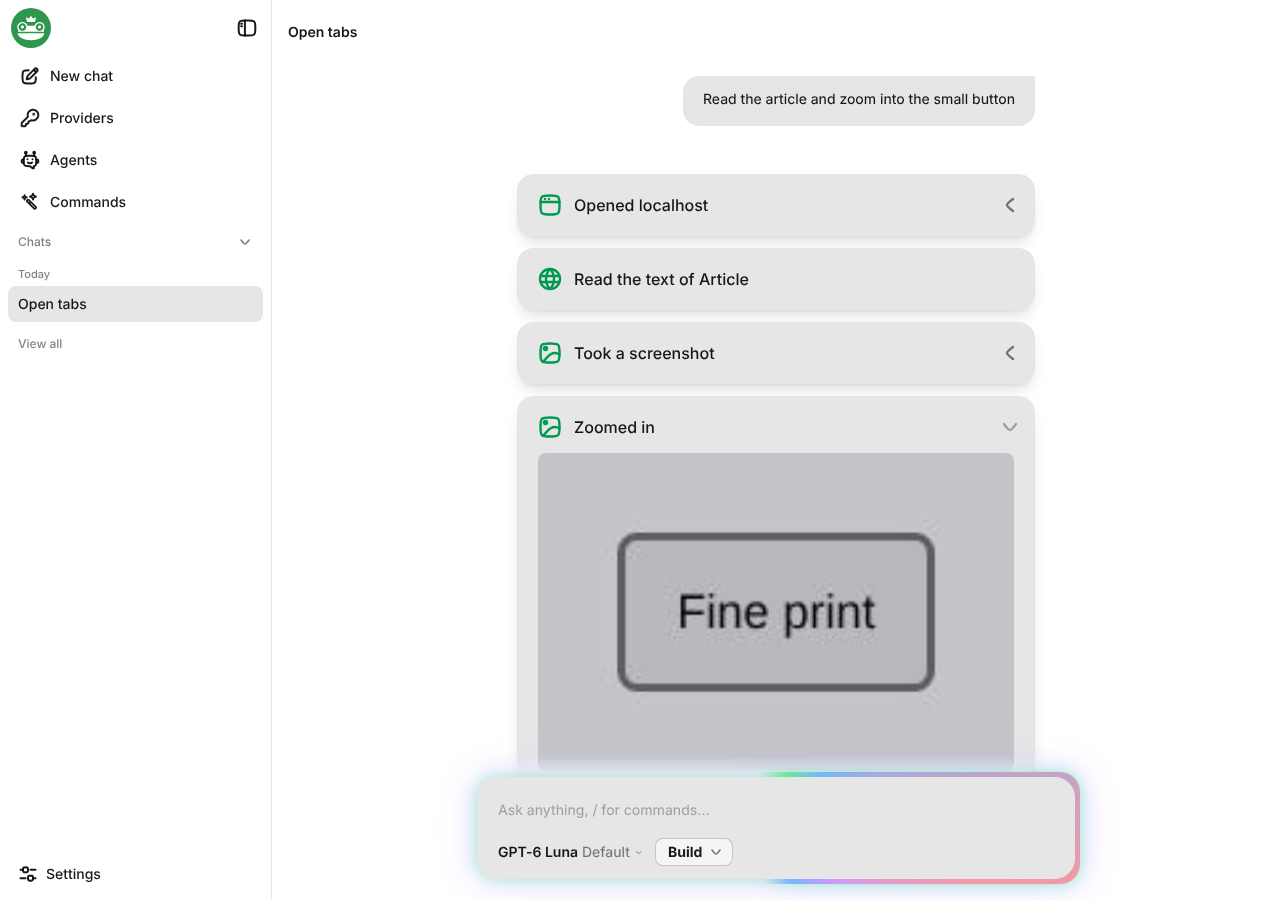 Open tabs
New chat
Providers
Agents
Commands
Chats
Today
Open tabs
View all
Settings
Read the article and zoom into the small button
Opened localhost
Read the text of Article
Took a screenshot
Zoomed in
Fine print
Ask anything, / for commands...
GPT-6 Luna Default
Build